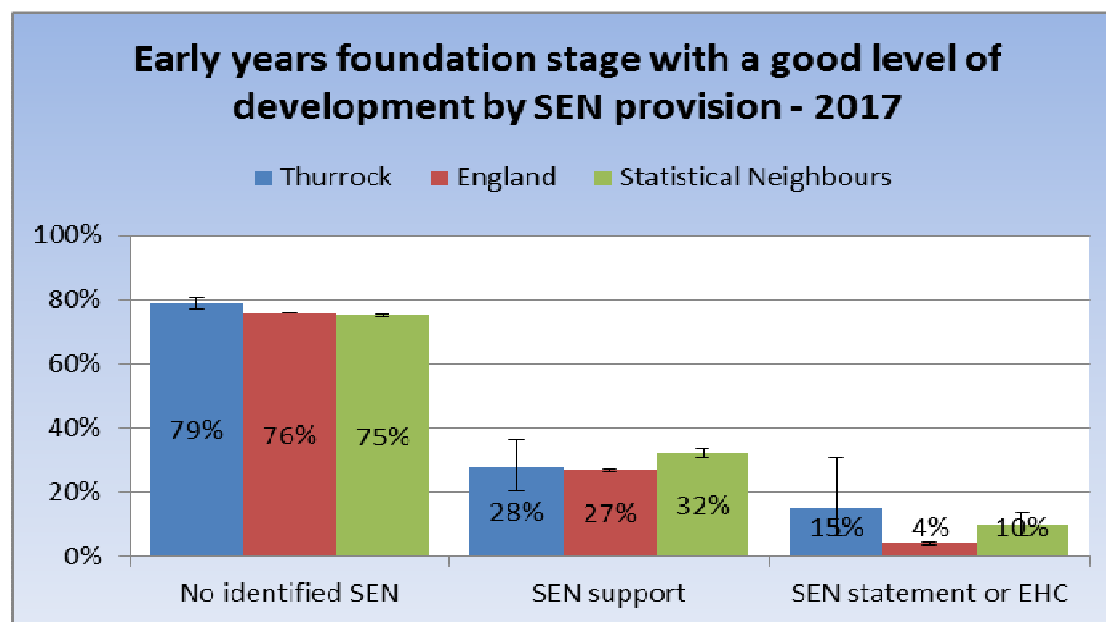 Early years foundation stage with a good level of
development by SEN provision - 2017
Thurrock England Statistical Neighbours
100%
80%
60%
40%
20%
0%
79% 76% 75%
28% 27% 32%
15% 4% 10%
No identified SEN SEN support SEN statement or EHC